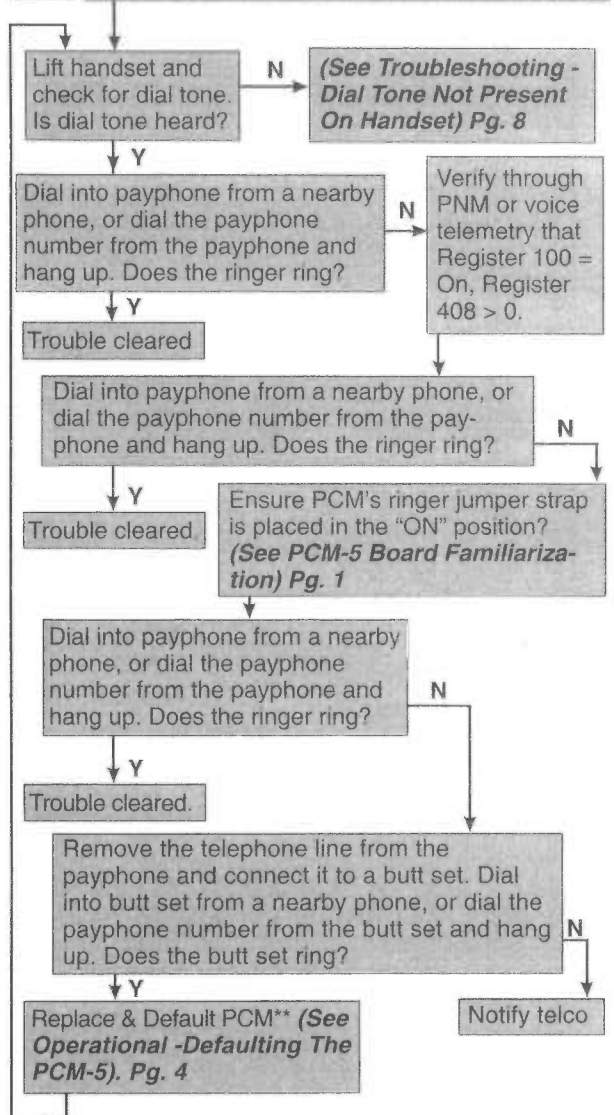 Lift handset and
check for dial tone.
Is dial tone heard?
N
(See Troubleshooting -
Dial Tone Not Present
On Handset) Pg. 8
Y
Dial into payphone from a nearby
phone, or dial the payphone
number from the payphone and
hang up. Does the ringer ring?
N
Verify through
PNM or voice
telemetry that
Register 100 =
On, Register
408 > 0.
Y
Trouble cleared
Dial into payphone from a nearby phone, or
dial the payphone number from the pay-
phone and hang up. Does the ringer ring?
N
Y
Trouble cleared.
Ensure PCM's ringer jumper strap
is placed in the "ON" position?
(See PCM-5 Board Familiariza-
tion) Pg. 1
Dial into payphone from a nearby
phone, or dial the payphone
number from the payphone and
hang up. Does the ringer ring?
N
Y
Trouble cleared.
Remove the telephone line from the
payphone and connect it to a butt set. Dial
into butt set from a nearby phone, or dial the
payphone number from the butt set and hang
up. Does the butt set ring?
N
Y
Notify telco
Replace & Default PCM** (See
Operational -Defaulting The
PCM-5). Pg. 4